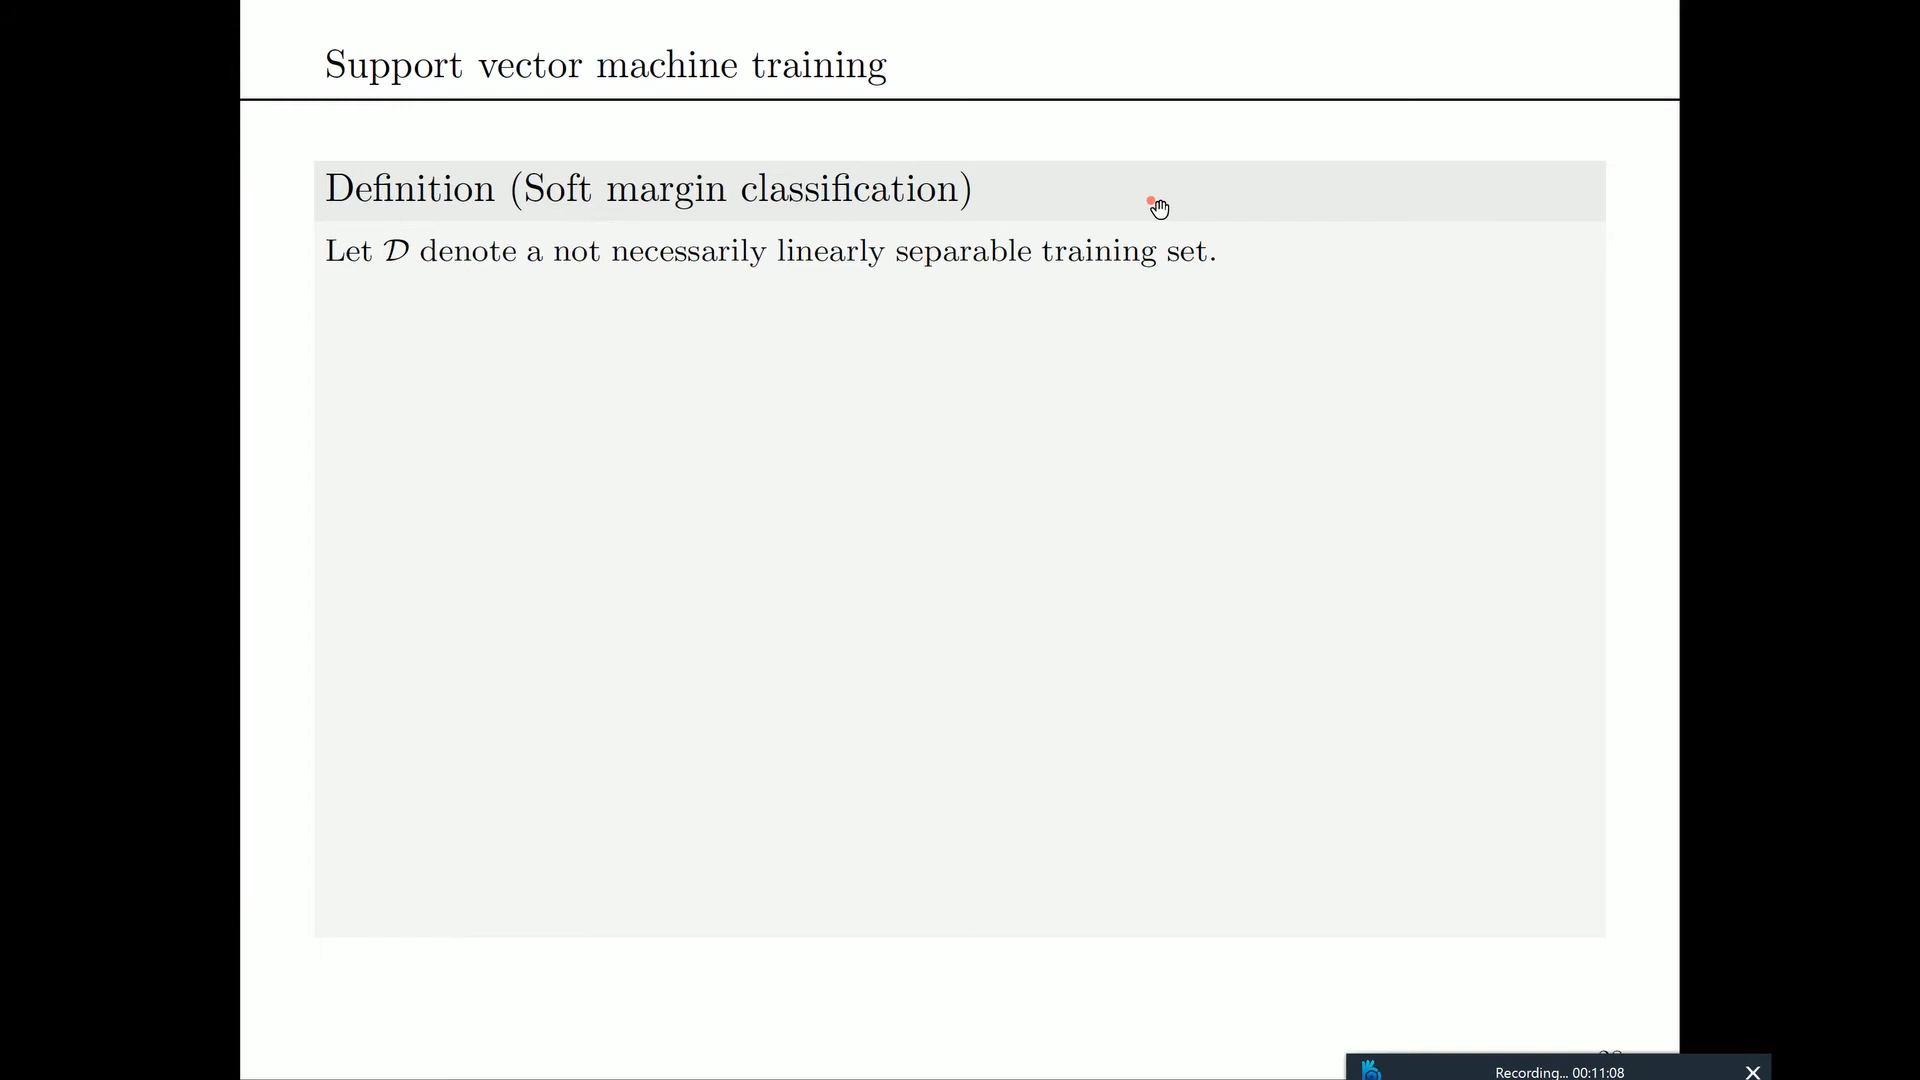 Support vector machine training
Definition (Soft margin classification)
Let 𝒟 denote a not necessarily linearly separable training set.
Recording... 00:11:08